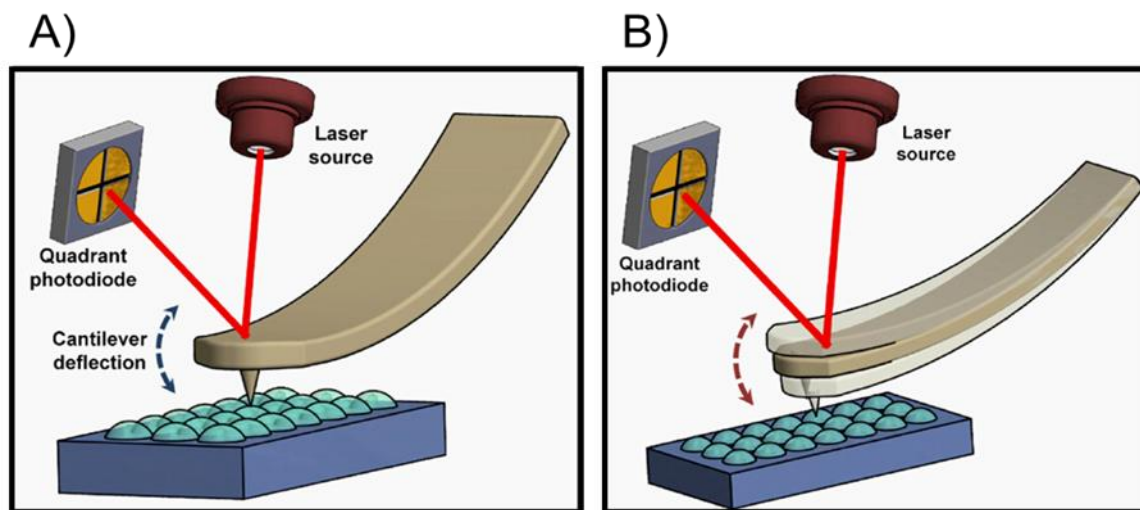 A)
Laser
source
Quadrant
photodiode
Cantilever
deflection
B)
Laser
source
Quadrant
photodiode